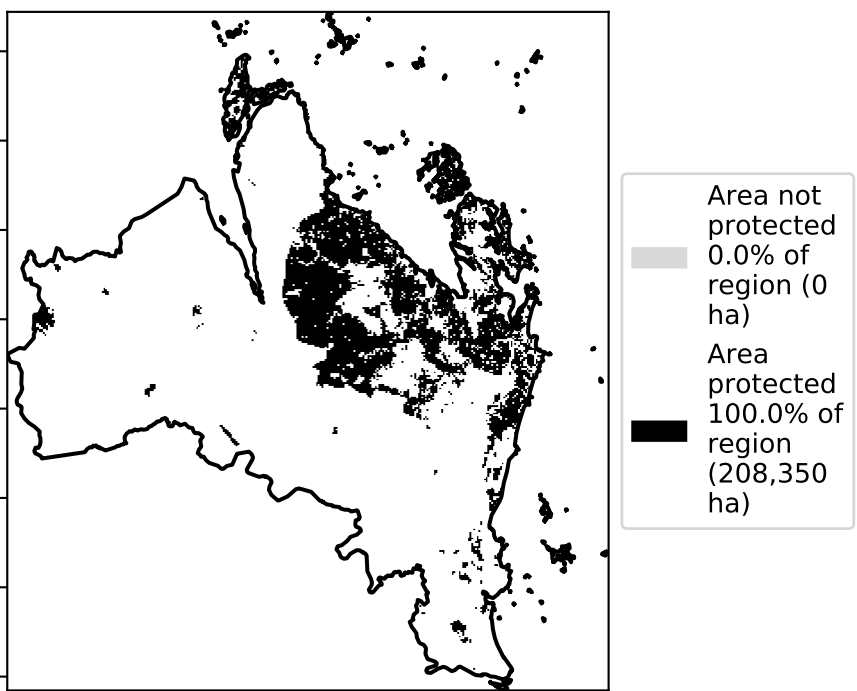 Area not
protected
0.0% of
region (0
ha)
Area
protected
100.0% of
region
(208,350
ha)